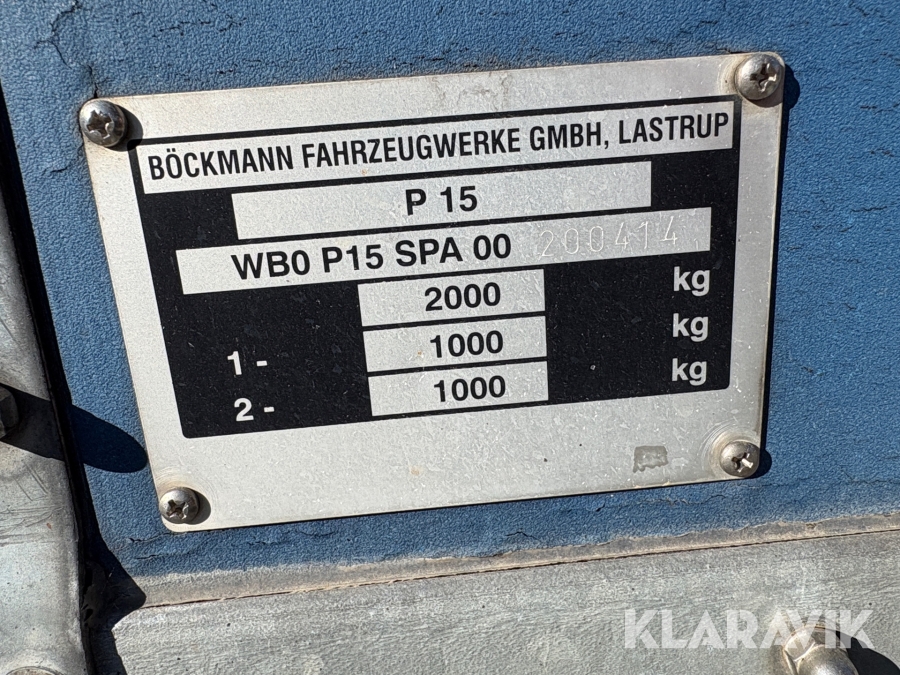 BÖCKMANN FAHRZEUGWERKE GMBH, LASTRUP
P 15
WB0 P15 SPA 00 200414
2000 kg
1- 1000 kg
2- 1000 kg
KLARAVIK